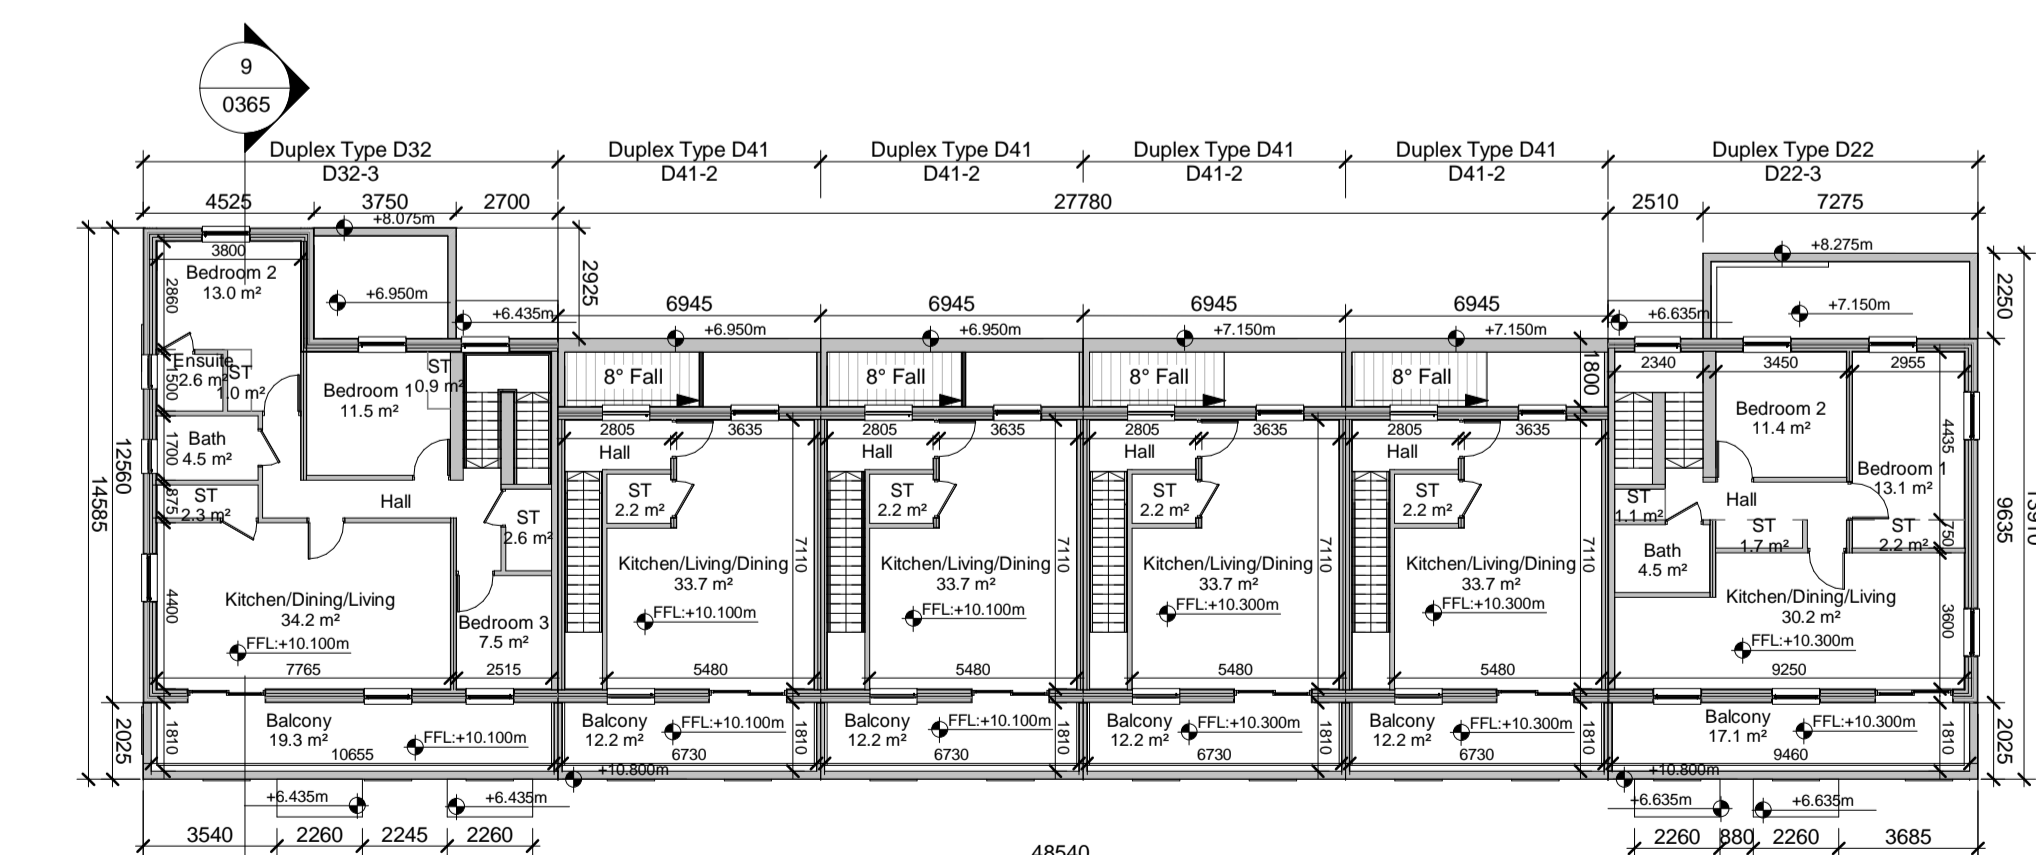 9
0365
Duplex Type D32
D32-3
Duplex Type D41
D41-2
Duplex Type D41
D41-2
Duplex Type D41
D41-2
Duplex Type D41
D41-2
Duplex Type D22
D22-3
4525
3750
2700
27780
2510
7275
+8.075m
+8.275m
3800
Bedroom 2
13.0 m²
2860
+6.950m
+6.435m
2925
6945
6945
6945
6945
+6.950m
+6.950m
+7.150m
+7.150m
+6.635m
+7.150m
2250
Ensuite
2.6 m²
1500
ST
1.0 m²
Bedroom 1
11.5 m²
ST
0.9 m²
8° Fall
8° Fall
8° Fall
8° Fall
1800
2340
3450
2955
Bedroom 2
11.4 m²
4435
Bedroom 1
13.1 m²
Bath
4.5 m²
1700
ST
2.3 m²
875
Hall
ST
2.6 m²
12560
14585
2805
3635
Hall
ST
2.2 m²
7110
Kitchen/Living/Dining
33.7 m²
FFL:+10.100m
5480
2805
3635
Hall
ST
2.2 m²
7110
Kitchen/Living/Dining
33.7 m²
FFL:+10.100m
5480
2805
3635
Hall
ST
2.2 m²
7110
Kitchen/Living/Dining
33.7 m²
FFL:+10.300m
5480
2805
3635
Hall
ST
2.2 m²
7110
Kitchen/Living/Dining
33.7 m²
FFL:+10.300m
5480
Hall
ST
1.1 m²
ST
1.7 m²
ST
2.2 m²
750
Bath
4.5 m²
9635
13910
Kitchen/Dining/Living
34.2 m²
FFL:+10.100m
4400
7765
Bedroom 3
7.5 m²
2515
Kitchen/Dining/Living
30.2 m²
FFL:+10.300m
3600
9250
2025
1810
Balcony
19.3 m²
FFL:+10.100m
10655
Balcony
12.2 m²
FFL:+10.100m
6730
1810
Balcony
12.2 m²
FFL:+10.100m
6730
1810
Balcony
12.2 m²
FFL:+10.300m
6730
1810
Balcony
12.2 m²
FFL:+10.300m
6730
1810
Balcony
17.1 m²
FFL:+10.300m
9460
1810
2025
+10.800m
+10.800m
+6.435m
+6.435m
+6.635m
+6.635m
3540
2260
2245
2260
48540
2260
880
2260
3685